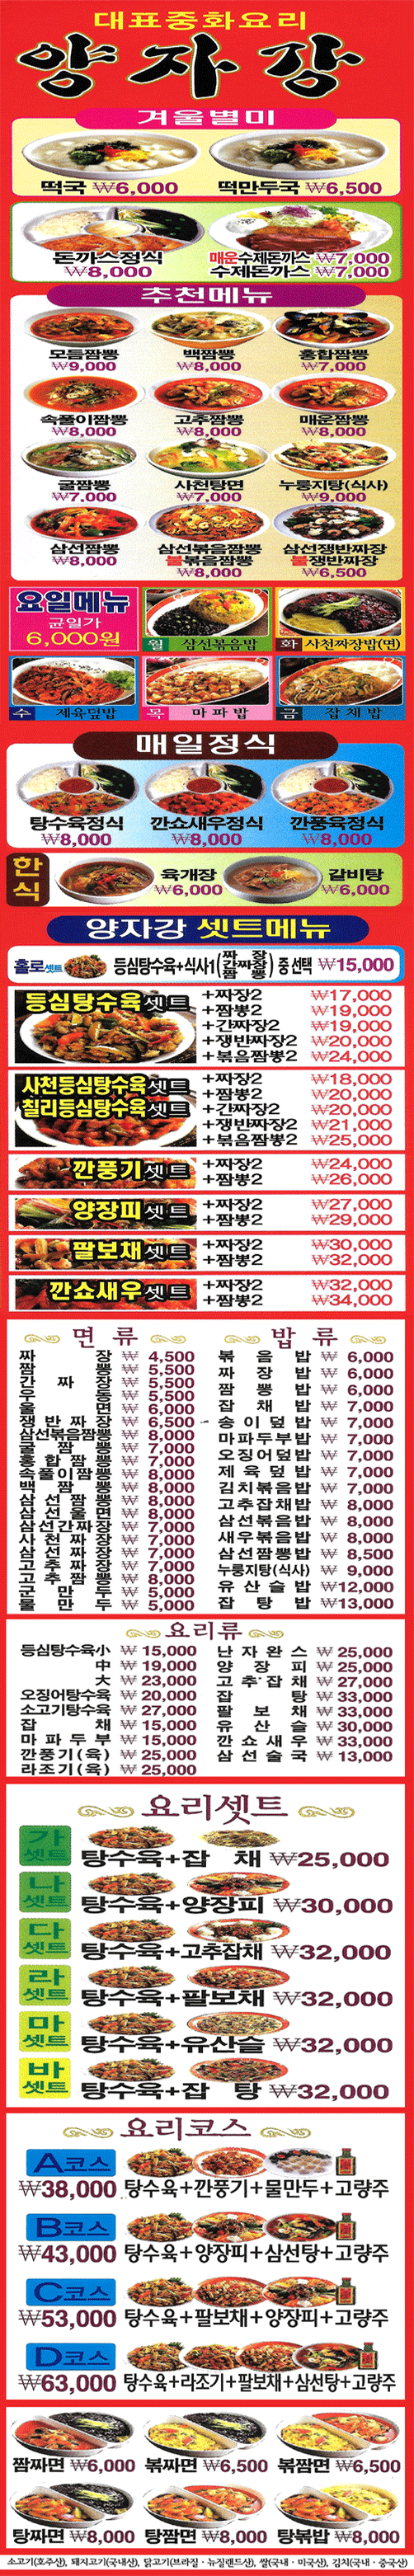 대표중화요리
양자강
겨울별미
떡국 ₩6,000 떡만두국 ₩6,500
돈까스정식 ₩8,000
매운수제돈까스 ₩7,000
수제돈까스 ₩7,000
추천메뉴
모듬짬뽕 백짬뽕 홍합짬뽕
₩9,000 ₩8,000 ₩7,000
속풀이짬뽕 고추짬뽕 매운짬뽕
₩8,000 ₩8,000 ₩8,000
굴짬뽕 사천탕면 누룽지탕(식사)
₩7,000 ₩7,000 ₩9,000
삼선짬뽕 삼선볶음짬뽕 삼선쟁반짜장
₩8,000 불볶음짬뽕 불쟁반짜장
₩8,000 ₩6,500
요일메뉴
균일가
6,000원
월 삼선볶음밥 화 사천짜장밥(면)
수 제육덮밥 목 마파밥 금 잡채밥
매일정식
탕수육정식 깐쇼새우정식 깐풍육정식
₩8,000 ₩8,000 ₩8,000
한식
육개장 갈비탕
₩6,000 ₩6,000
양자강 셋트메뉴
홀로셋트 등심탕수육+식사1(짜장 간짜장 짬뽕) 중 선택 ₩15,000
등심탕수육셋트
+짜장2 ₩17,000
+짬뽕2 ₩19,000
+간짜장2 ₩19,000
+쟁반짜장2 ₩20,000
+볶음짬뽕2 ₩24,000
사천등심탕수육셋트
칠리등심탕수육셋트
+짜장2 ₩18,000
+짬뽕2 ₩20,000
+간짜장2 ₩20,000
+쟁반짜장2 ₩21,000
+볶음짬뽕2 ₩25,000
깐풍기셋트
+짜장2 ₩24,000
+짬뽕2 ₩26,000
양장피셋트
+짜장2 ₩27,000
+짬뽕2 ₩29,000
팔보채셋트
+짜장2 ₩30,000
+짬뽕2 ₩32,000
깐쇼새우셋트
+짜장2 ₩32,000
+짬뽕2 ₩34,000
면류
짜장 ₩ 4,500
짬뽕 ₩ 5,500
간짜장 ₩ 5,500
우동 ₩ 5,500
울면 ₩ 6,000
쟁반짜장 ₩ 6,500
삼선볶음짬뽕 ₩ 8,000
굴짬뽕 ₩ 7,000
홍합짬뽕 ₩ 7,000
속풀이짬뽕 ₩ 8,000
백짬뽕 ₩ 8,000
삼선짬뽕 ₩ 8,000
삼선울면 ₩ 8,000
삼선간짜장 ₩ 7,000
사천짜장 ₩ 7,000
삼선짜장 ₩ 7,000
고추짜장 ₩ 7,000
고추짬뽕 ₩ 8,000
군만두 ₩ 5,000
물만두 ₩ 5,000
밥류
볶음밥 ₩ 6,000
짜장밥 ₩ 6,000
짬뽕밥 ₩ 6,000
잡채밥 ₩ 7,000
송이덮밥 ₩ 7,000
마파두부밥 ₩ 7,000
오징어덮밥 ₩ 7,000
제육덮밥 ₩ 7,000
김치볶음밥 ₩ 7,000
고추잡채밥 ₩ 8,000
삼선볶음밥 ₩ 8,000
새우볶음밥 ₩ 8,000
삼선짬뽕밥 ₩ 8,500
누룽지탕(식사) ₩ 9,000
유산슬밥 ₩12,000
잡탕밥 ₩13,000
요리류
등심탕수육小 ₩ 15,000
中 ₩ 19,000
大 ₩ 23,000
오징어탕수육 ₩ 20,000
소고기탕수육 ₩ 27,000
잡채 ₩ 15,000
마파두부 ₩ 15,000
깐풍기(육) ₩ 25,000
라조기(육) ₩ 25,000
난자완스 ₩ 25,000
양장피 ₩ 25,000
고추잡채 ₩ 27,000
잡탕 ₩ 33,000
팔보채 ₩ 33,000
유산슬 ₩ 30,000
깐쇼새우 ₩ 33,000
삼선술국 ₩ 13,000
요리셋트
가셋트 탕수육+잡채 ₩25,000
나셋트 탕수육+양장피 ₩30,000
다셋트 탕수육+고추잡채 ₩32,000
라셋트 탕수육+팔보채 ₩32,000
마셋트 탕수육+유산슬 ₩32,000
바셋트 탕수육+잡탕 ₩32,000
요리코스
A코스
₩38,000 탕수육+깐풍기+물만두+고량주
B코스
₩43,000 탕수육+양장피+삼선탕+고량주
C코스
₩53,000 탕수육+팔보채+양장피+고량주
D코스
₩63,000 탕수육+라조기+팔보채+삼선탕+고량주
짬짜면 ₩6,000 볶짜면 ₩6,500 볶짬면 ₩6,500
탕짜면 ₩8,000 탕짬면 ₩8,000 탕볶밥 ₩8,000
소고기(호주산), 돼지고기(국내산), 닭고기(브라질·뉴질랜드산), 쌀(국내·미국산), 김치(국내·중국산)